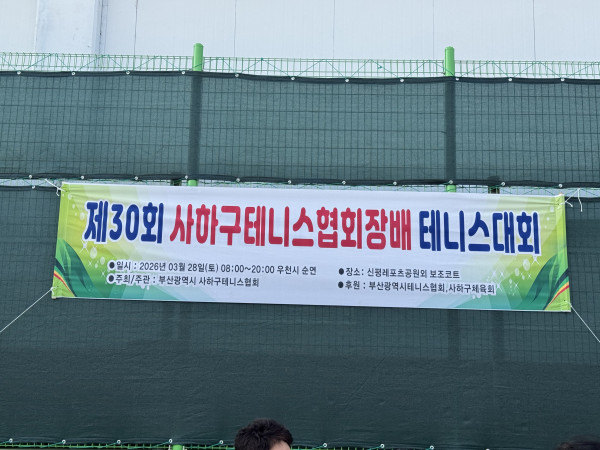 제30회 사하구테니스협회장배 테니스대회
●일시 : 2026년 03월 28일(토) 08:00~20:00 우천시 순연
●주최/주관 : 부산광역시 사하구테니스협회
●장소 : 신평레포츠공원외 보조코트
●후원 : 부산광역시테니스협회,사하구체육회